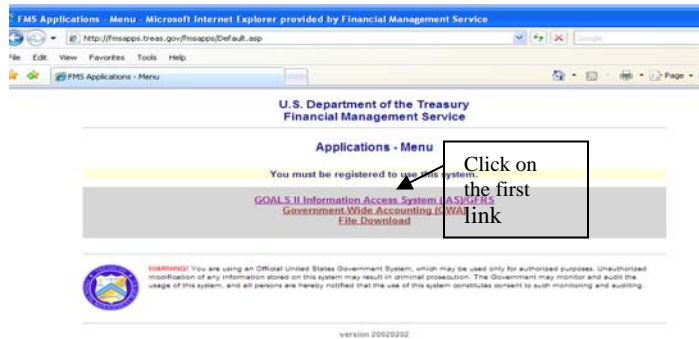 FMS Applications - Menu - Microsoft Internet Explorer provided by Financial Management Service
http://fmsapps.treas.gov/fmsapps/Default.asp
Google
File Edit View Favorites Tools Help
FMS Applications - Menu
Page
U.S. Department of the Treasury
Financial Management Service
Applications - Menu
You must be registered to use this system.
GOALS II Information Access System (IAS)/GFRS
Government Wide Accounting (GWA)
File Download
Click on
the first
link
WARNING! You are using an Official United States Government System, which may be used only for authorized purposes. Unauthorized
modification of any information stored on this system may result in criminal prosecution. The Government may monitor and audit the
usage of this system, and all persons are hereby notified that the use of this system constitutes consent to such monitoring and auditing.
version 20020202